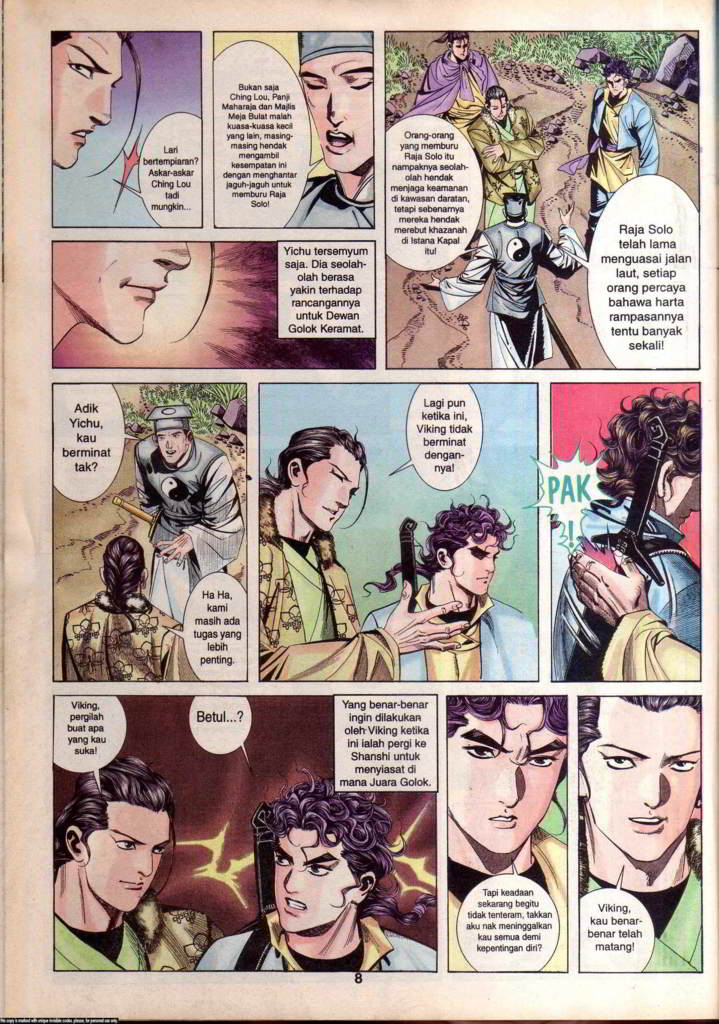 Lari
bertempiaran?
Askar-askar
Ching Lou
tadi
mungkin...
Bukan saja
Ching Lou, Panji
Maharaja dan Majlis
Meja Bulat malah
kuasa-kuasa kecil
yang lain, masing-
masing hendak
mengambil
kesempatan ini
dengan menghantar
jaguh-jaguh untuk
memburu Raja
Solo!
Orang-orang
yang memburu
Raja Solo itu
nampaknya seolah-
olah hendak
menjaga keamanan
di kawasan daratan,
tetapi sebenarnya
mereka hendak
merebut khazanah
di Istana Kapal
itu!
Raja Solo
telah lama
menguasai jalan
laut, setiap
orang percaya
bahawa harta
rampasannya
tentu banyak
sekali!
Yichu tersemyum
saja. Dia seolah-
olah berasa
yakin terhadap
rancangannya
untuk Dewan
Golok Keramat.
Adik
Yichu,
kau
berminat
tak?
Ha Ha,
kami
masih ada
tugas yang
lebih
penting.
Lagi pun
ketika ini,
Viking tidak
berminat
dengan-
nya!
PAK
!
Viking,
pergilah
buat apa
yang kau
suka!
Betul...?
Yang benar-benar
ingin dilakukan
oleh Viking ketika
ini ialah pergi ke
Shanshi untuk
menyiasat di
mana Juara Golok.
Tapi keadaan
sekarang begitu
tidak tenteram, takkan
aku nak meninggalkan
kau semua demi
kepentingan diri?
Viking,
kau benar-
benar telah
matang!
8